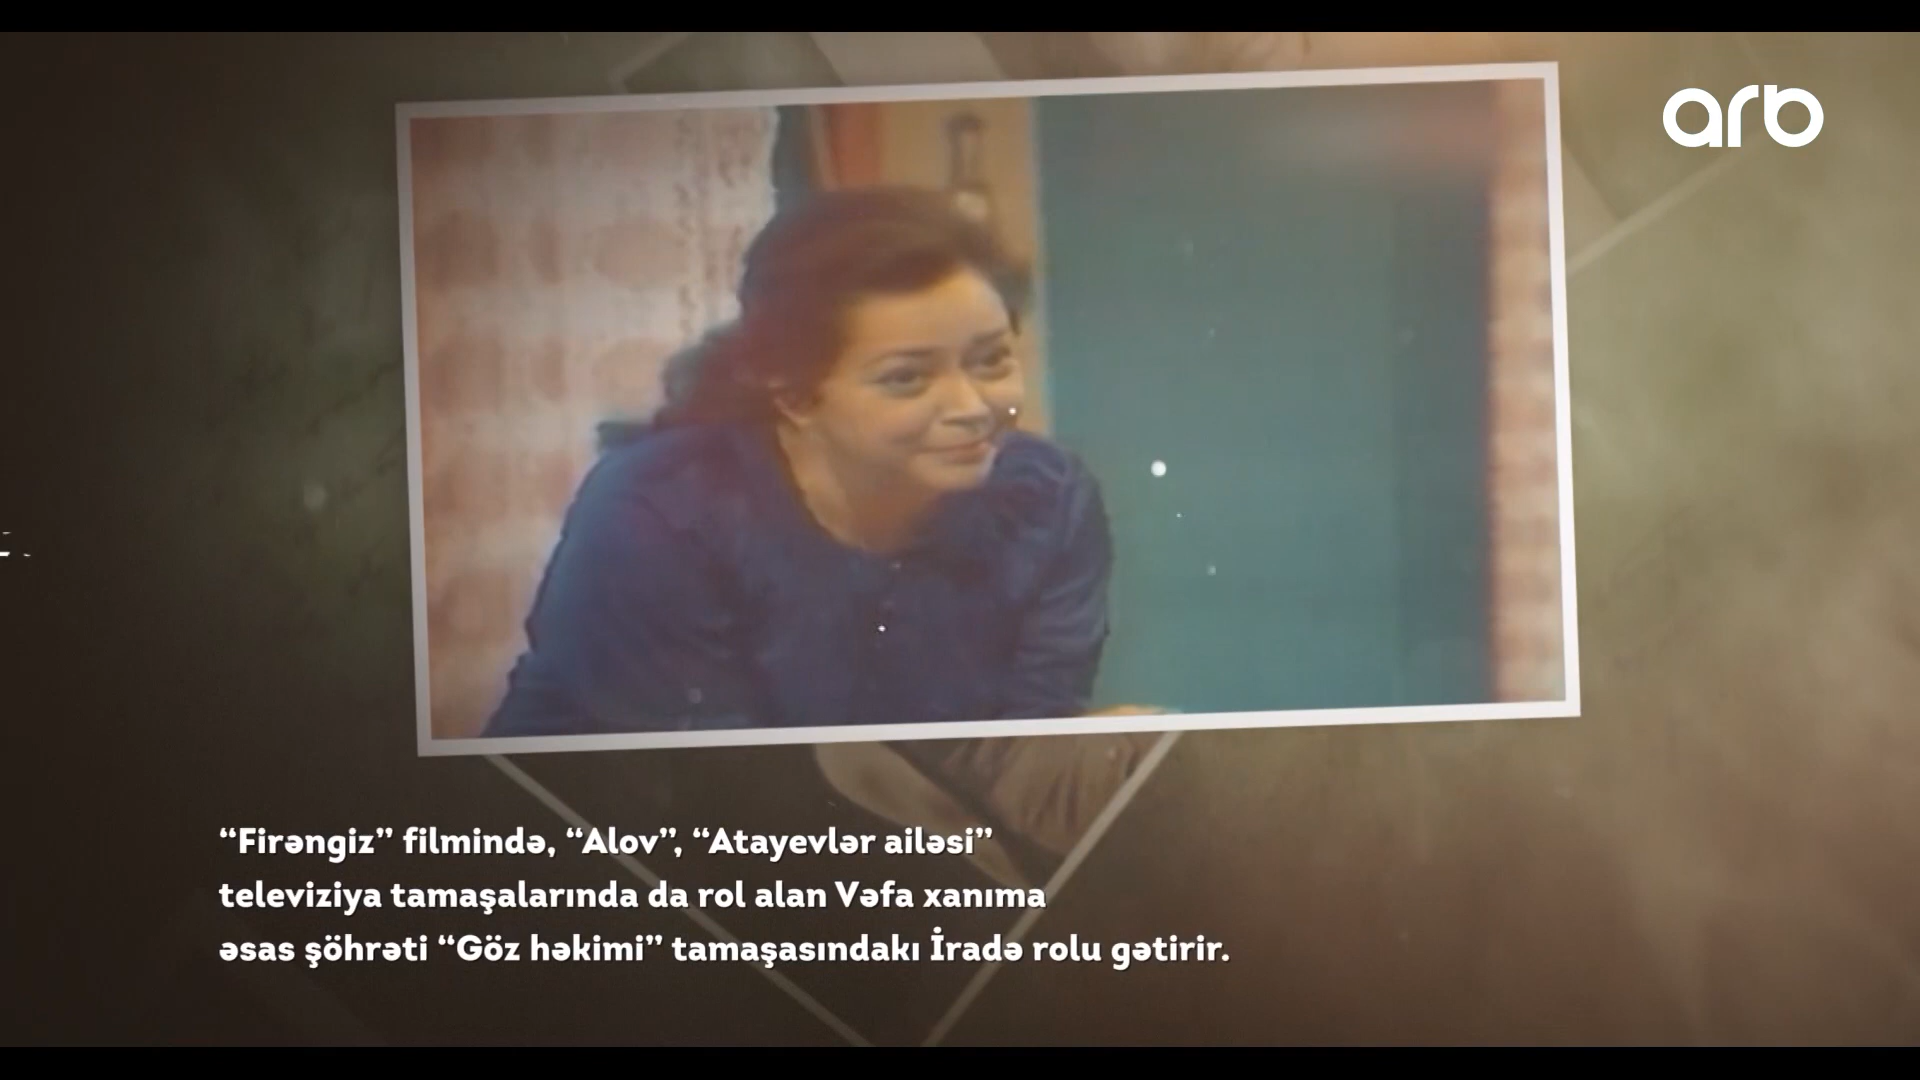 arb
“Firəngiz” filmində, “Alov”, “Atayevlər ailəsi”
televiziya tamaşalarında da rol alan Vəfa xanıma
əsas şöhrəti “Göz həkimi” tamaşasındakı İradə rolu gətirir.